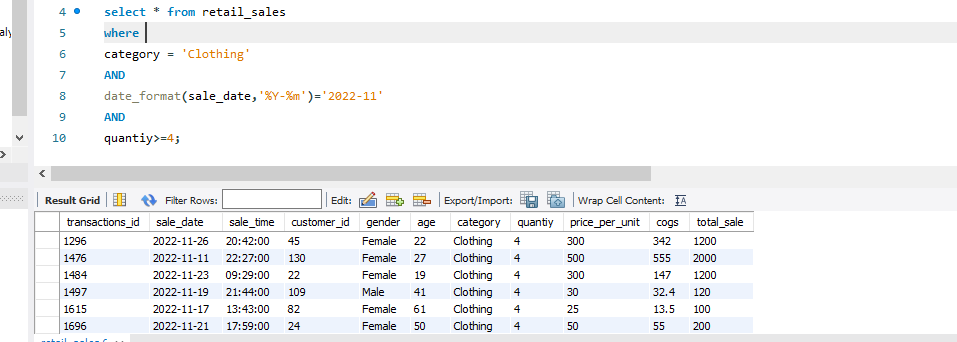 4 select * from retail_sales
5 where
6 category = 'Clothing'
7 AND
8 date_format(sale_date,'%Y-%m')='2022-11'
9 AND
10 quantiy>=4;
Result Grid Filter Rows: Edit: Export/Import: Wrap Cell Content:
transactions_id sale_date sale_time customer_id gender age category quantiy price_per_unit cogs total_sale
1296 2022-11-26 20:42:00 45 Female 22 Clothing 4 300 342 1200
1476 2022-11-11 22:27:00 130 Female 27 Clothing 4 500 555 2000
1484 2022-11-23 09:29:00 22 Female 19 Clothing 4 300 147 1200
1497 2022-11-19 21:44:00 109 Male 41 Clothing 4 30 32.4 120
1615 2022-11-17 13:43:00 82 Female 61 Clothing 4 25 13.5 100
1696 2022-11-21 17:59:00 24 Female 50 Clothing 4 50 55 200